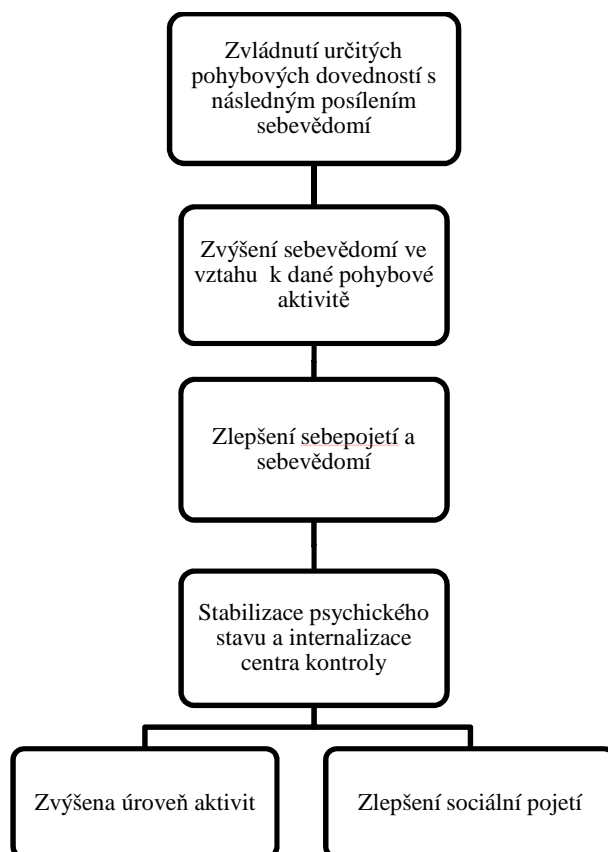 Zvládnutí určitých
pohybových dovedností s
následným posílením
sebevědomí
Zvýšení sebevědomí ve
vztahu  k dané pohybové
aktivitě
Zlepšení sebepojetí a
sebevědomí
Stabilizace psychického
stavu a internalizace
centra kontroly
Zvýšena úroveň aktivit
Zlepšení sociální pojetí